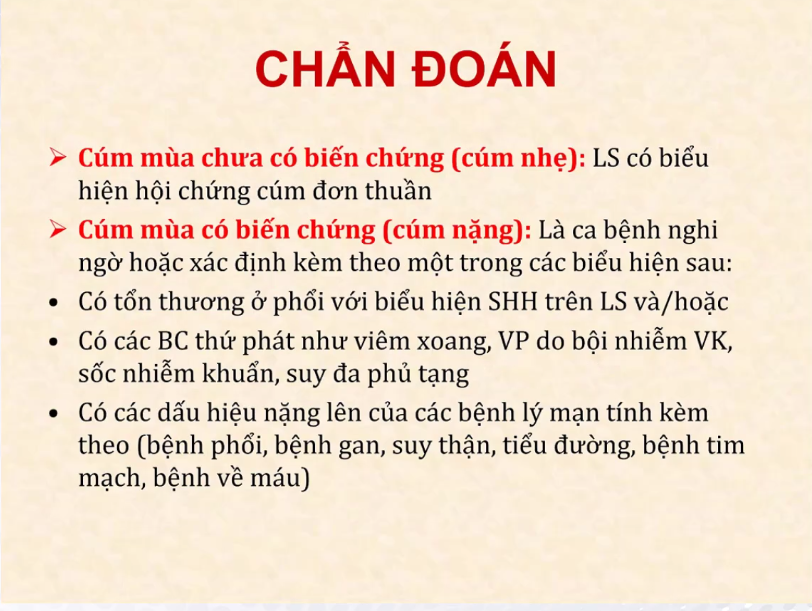 CHẨN ĐOÁN
➢ Cúm mùa chưa có biến chứng (cúm nhẹ): LS có biểu
hiện hội chứng cúm đơn thuần
➢ Cúm mùa có biến chứng (cúm nặng): Là ca bệnh nghi
ngờ hoặc xác định kèm theo một trong các biểu hiện sau:
• Có tổn thương ở phổi với biểu hiện SHH trên LS và/hoặc
• Có các BC thứ phát như viêm xoang, VP do bội nhiễm VK,
sốc nhiễm khuẩn, suy đa phủ tạng
• Có các dấu hiệu nặng lên của các bệnh lý mạn tính kèm
theo (bệnh phổi, bệnh gan, suy thận, tiểu đường, bệnh tim
mạch, bệnh về máu)